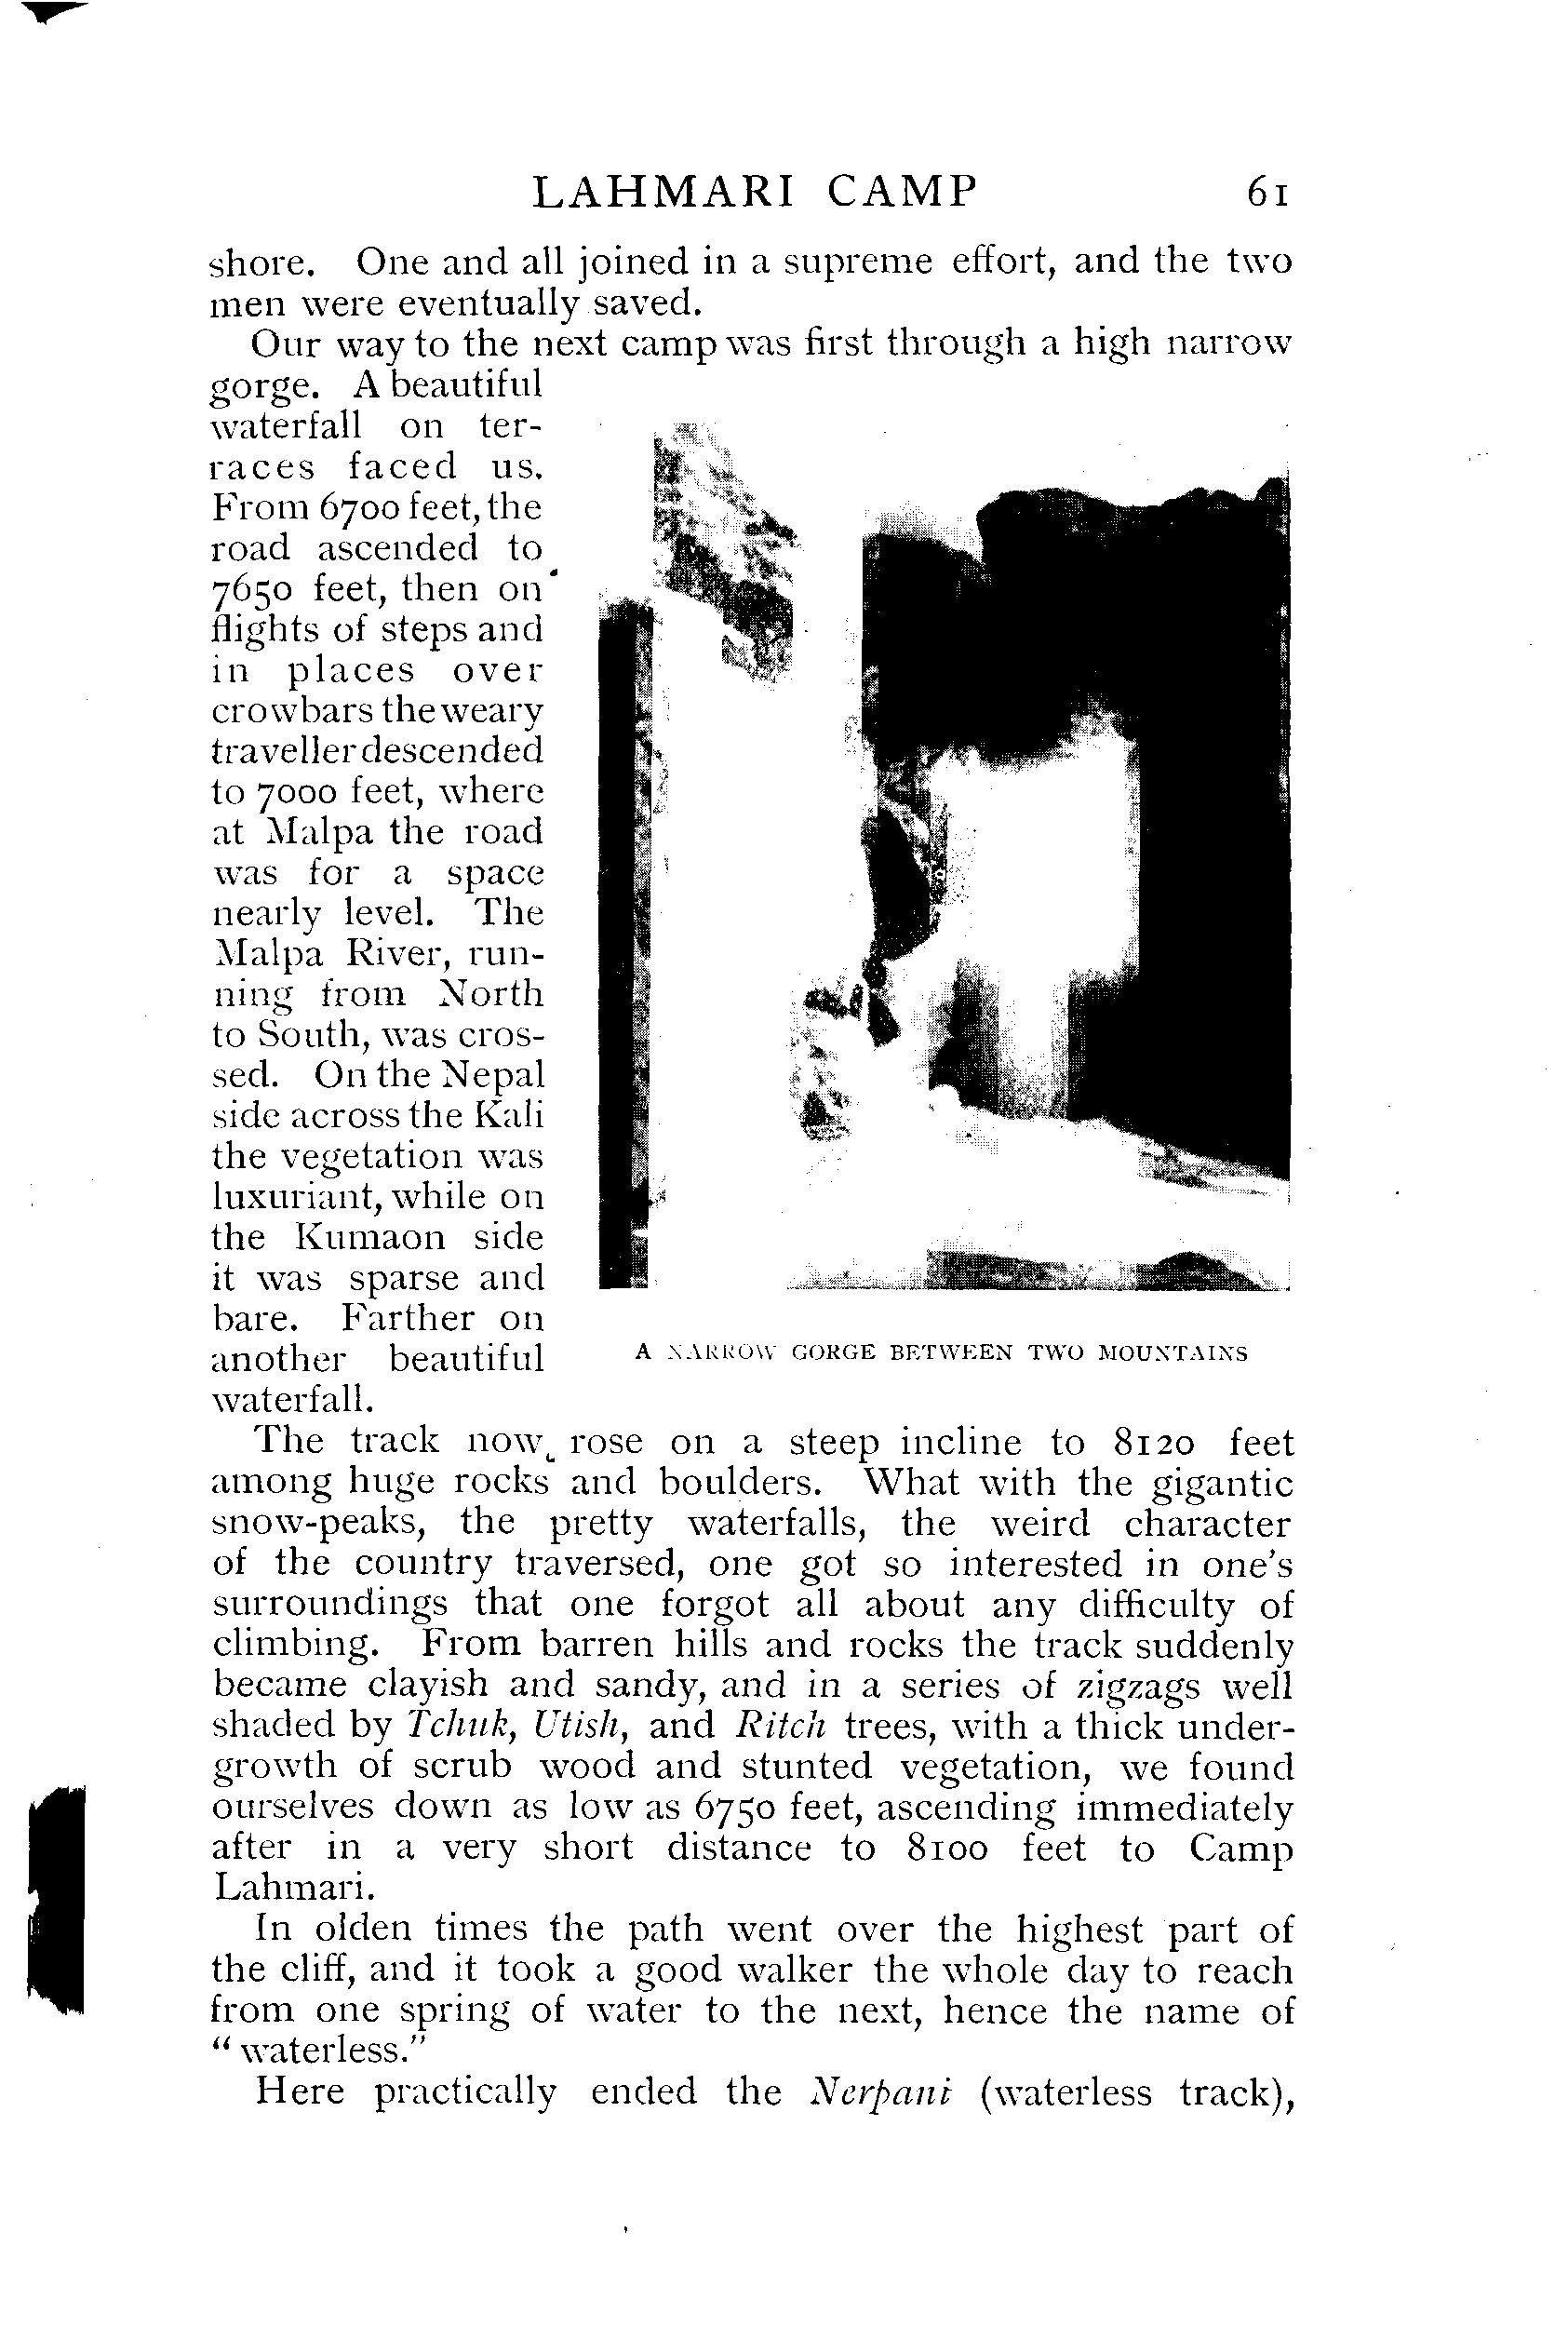 LAHMARI CAMP 61
shore. One and all joined in a supreme effort, and the two
men were eventually saved.
Our way to the next camp was first through a high narrow
gorge. A beautiful
waterfall on ter-
races faced us.
From 6700 feet, the
road ascended to
7650 feet, then on
flights of steps and
in places over
crowbars the weary
traveller descended
to 7000 feet, where
at Malpa the road
was for a space
nearly level. The
Malpa River, run-
ning from North
to South, was cros-
sed. On the Nepal
side across the Kali
the vegetation was
luxuriant, while on
the Kumaon side
it was sparse and
bare. Farther on
another beautiful
waterfall.
A NARROW GORGE BETWEEN TWO MOUNTAINS
The track now rose on a steep incline to 8120 feet
among huge rocks and boulders. What with the gigantic
snow-peaks, the pretty waterfalls, the weird character
of the country traversed, one got so interested in one's
surroundings that one forgot all about any difficulty of
climbing. From barren hills and rocks the track suddenly
became clayish and sandy, and in a series of zigzags well
shaded by Tchuk, Utish, and Ritch trees, with a thick under-
growth of scrub wood and stunted vegetation, we found
ourselves down as low as 6750 feet, ascending immediately
after in a very short distance to 8100 feet to Camp
Lahmari.
In olden times the path went over the highest part of
the cliff, and it took a good walker the whole day to reach
from one spring of water to the next, hence the name of
"waterless."
Here practically ended the Nerpani (waterless track),